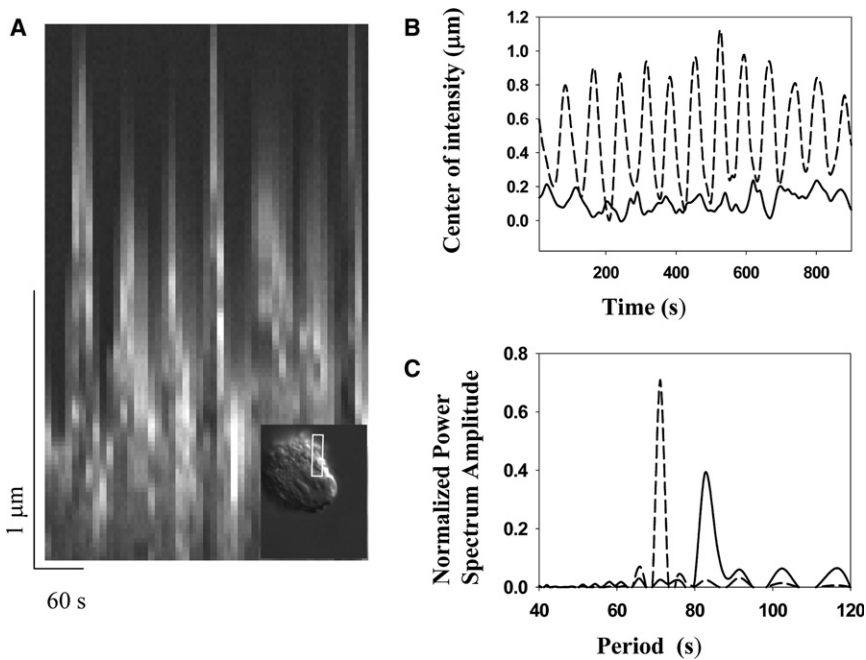 A
1 μm
60 s
B
Center of intensity (μm)
1.2
1.0
0.8
0.6
0.4
0.2
0.0
200 400 600 800
Time (s)
C
Normalized Power
Spectrum Amplitude
0.8
0.6
0.4
0.2
0.0
40 60 80 100 120
Period (s)